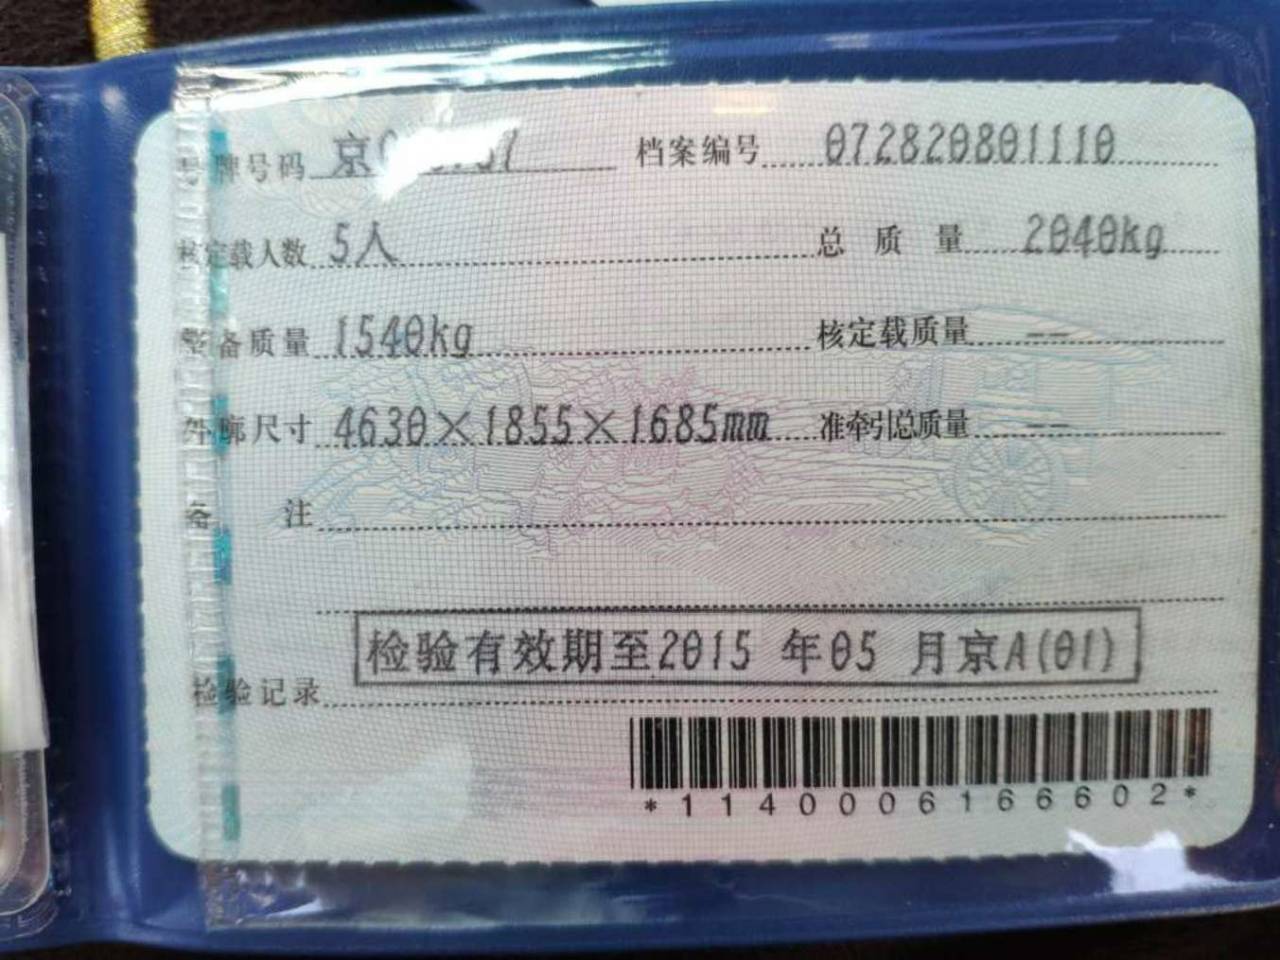 号牌号码 京 档案编号 072820801110
核定载人数 5人 总质量 2040kg
整备质量 1540kg 核定载质量 --
外廓尺寸 4630×1855×1685mm 准牵引总质量 --
备注
检验有效期至2015年05月京A(01)
检验记录
*1140006166602*